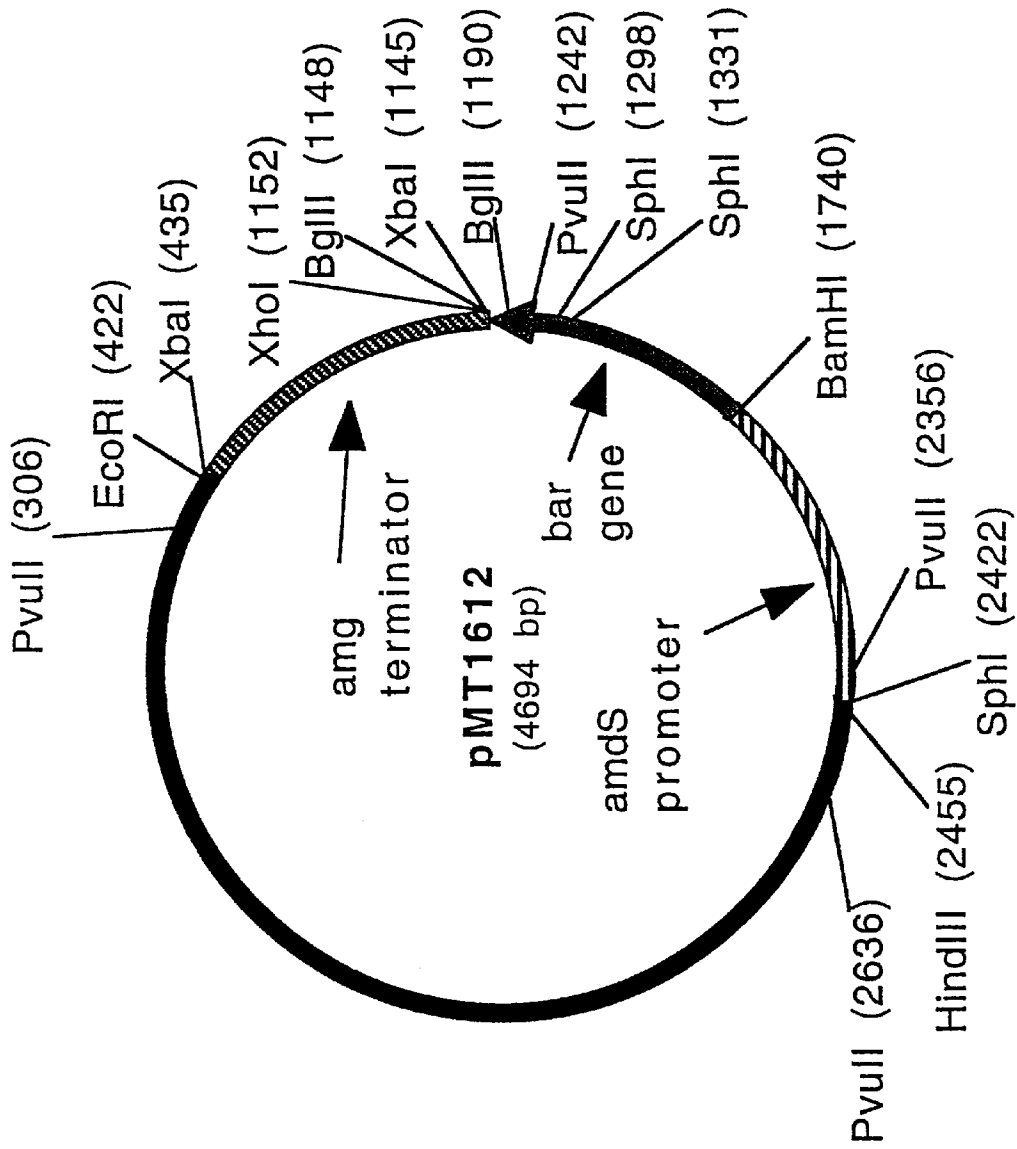 PvuII (306)
EcoRI (422)
XbaI (435)
XhoI (1152)
BglII (1148)
XbaI (1145)
BglII (1190)
PvuII (1242)
SphI (1298)
SphI (1331)
BamHI (1740)
PvuII (2356)
SphI (2422)
HindIII (2455)
PvuII (2636)
amg
terminator
pMT1612
(4694 bp)
bar
gene
amdS
promoter